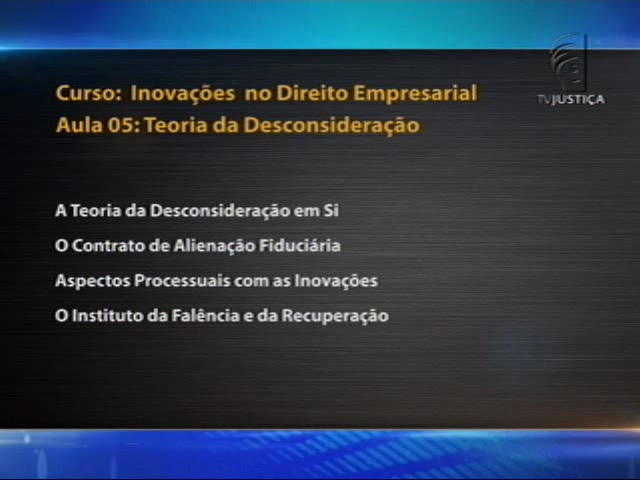 Curso: Inovações no Direito Empresarial
Aula 05: Teoria da Desconsideração
TV JUSTIÇA
A Teoria da Desconsideração em Si
O Contrato de Alienação Fiduciária
Aspectos Processuais com as Inovações
O Instituto da Falência e da Recuperação